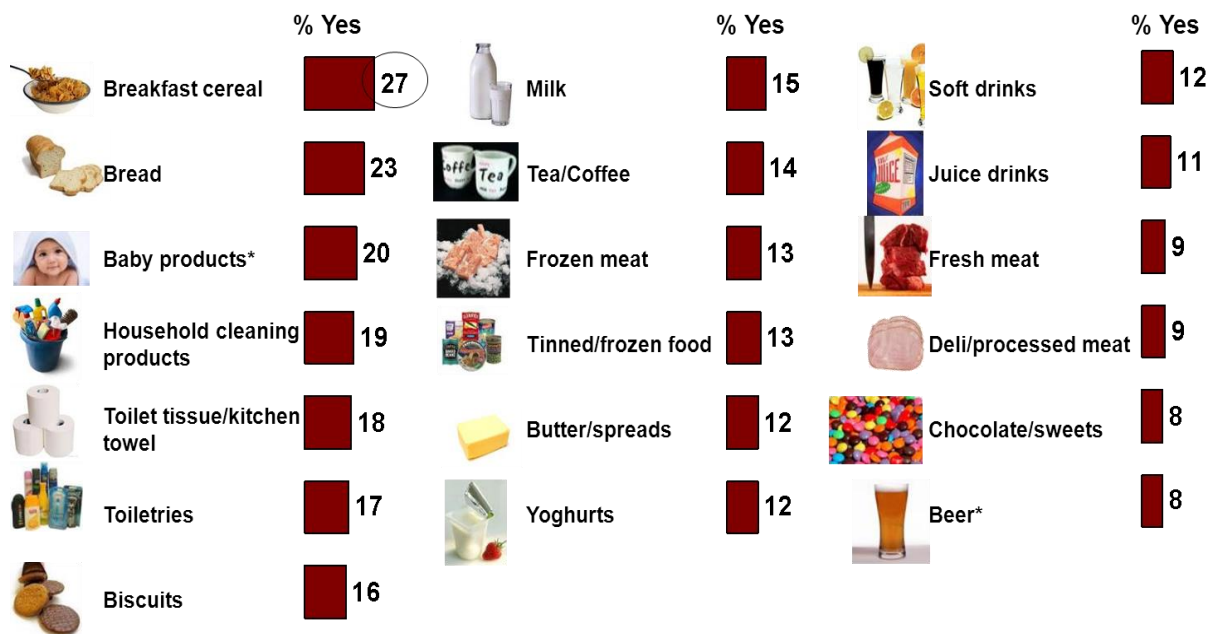 % Yes
Breakfast cereal 27
Bread 23
Baby products* 20
Household cleaning
products 19
Toilet tissue/kitchen
towel 18
Toiletries 17
Biscuits 16
% Yes
Milk 15
Coffee
Tea
Tea/Coffee 14
Frozen meat 13
Tinned/frozen food 13
Butter/spreads 12
Yoghurts 12
% Yes
Soft drinks 12
JUICE
Juice drinks 11
Fresh meat 9
Deli/processed meat 9
Chocolate/sweets 8
Beer* 8